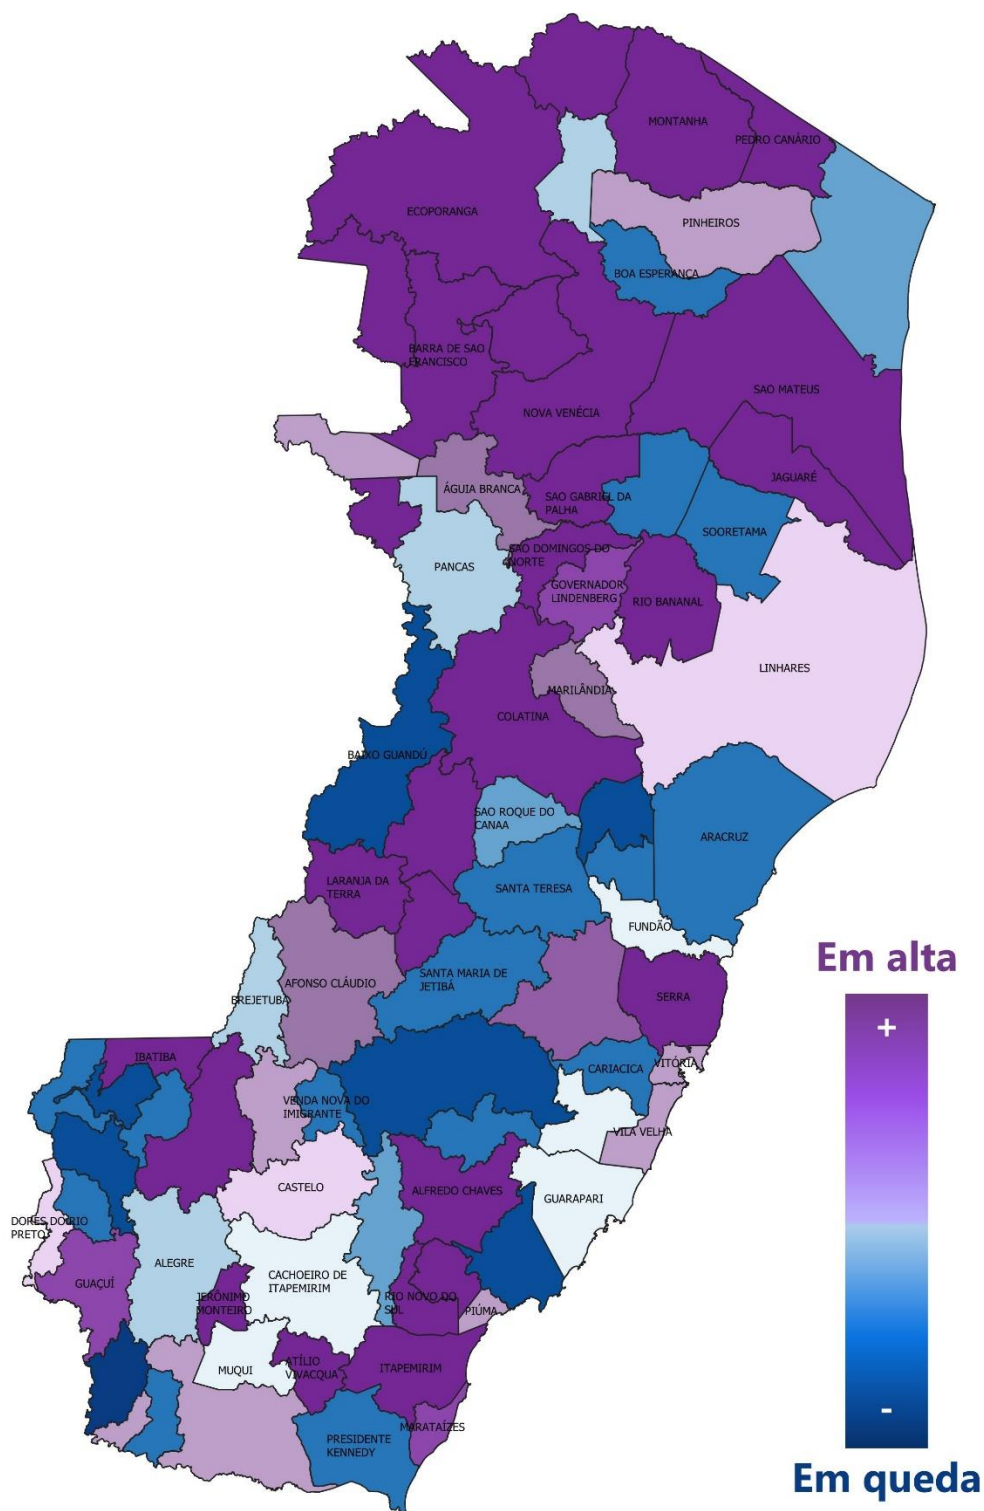 MONTANHA
PEDRO CANÁRIO
ECOPORANGA
PINHEIROS
BOA ESPERANÇA
BARRA DE SAO
FRANCISCO
SAO MATEUS
NOVA VENÉCIA
ÁGUIA BRANCA
JAGUARÉ
SAO GABRIEL DA
PALHA
SOORETAMA
SAO DOMINGOS DO
NORTE
PANCAS
GOVERNADOR
LINDENBERG
RIO BANANAL
LINHARES
MARILÂNDIA
COLATINA
BAIXO GUANDÚ
SAO ROQUE DO
CANAA
ARACRUZ
LARANJA DA
TERRA
SANTA TERESA
FUNDÃO
Em alta
AFONSO CLÁUDIO
SANTA MARIA DE
JETIBÁ
BREJETUBA
SERRA
+
IBATIBA
VITÓRIA
CARIACICA
VENDA NOVA DO
IMIGRANTE
VILA VELHA
CASTELO
ALFREDO CHAVES
GUARAPARI
DORES DO RIO
PRETO
ALEGRE
GUAÇUÍ
CACHOEIRO DE
ITAPEMIRIM
JERÔNIMO
MONTEIRO
RIO NOVO DO
SUL
PIÚMA
MUQUI
ATÍLIO
VIVACQUA
ITAPEMIRIM
-
MARATAÍZES
PRESIDENTE
KENNEDY
Em queda